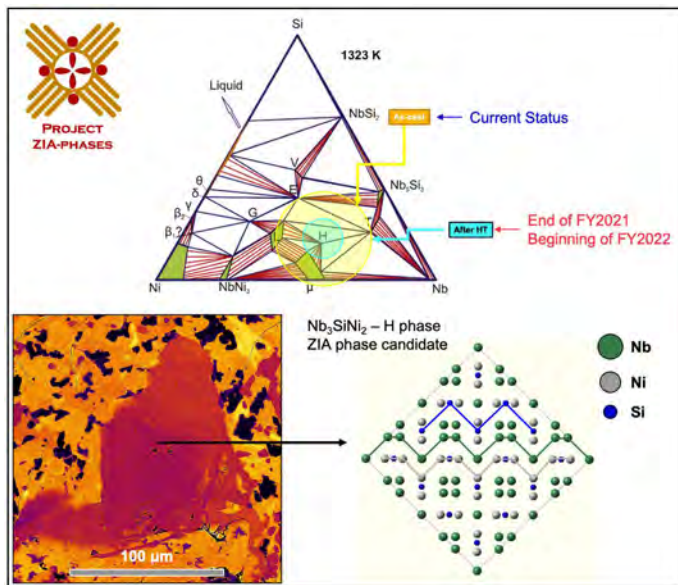 Si
1323 K
Liquid
PROJECT
ZIA-PHASES
NbSi₂
As-cast
Current Status
V
Nb₅Si₃
θ
δ
E
γ
G
T
β₂
β₁?
H
After HT
End of FY2021
Beginning of FY2022
Ni
NbNi₃
μ
Nb
Nb₃SiNi₂ – H phase
ZIA phase candidate
Nb
Ni
Si
100 μm